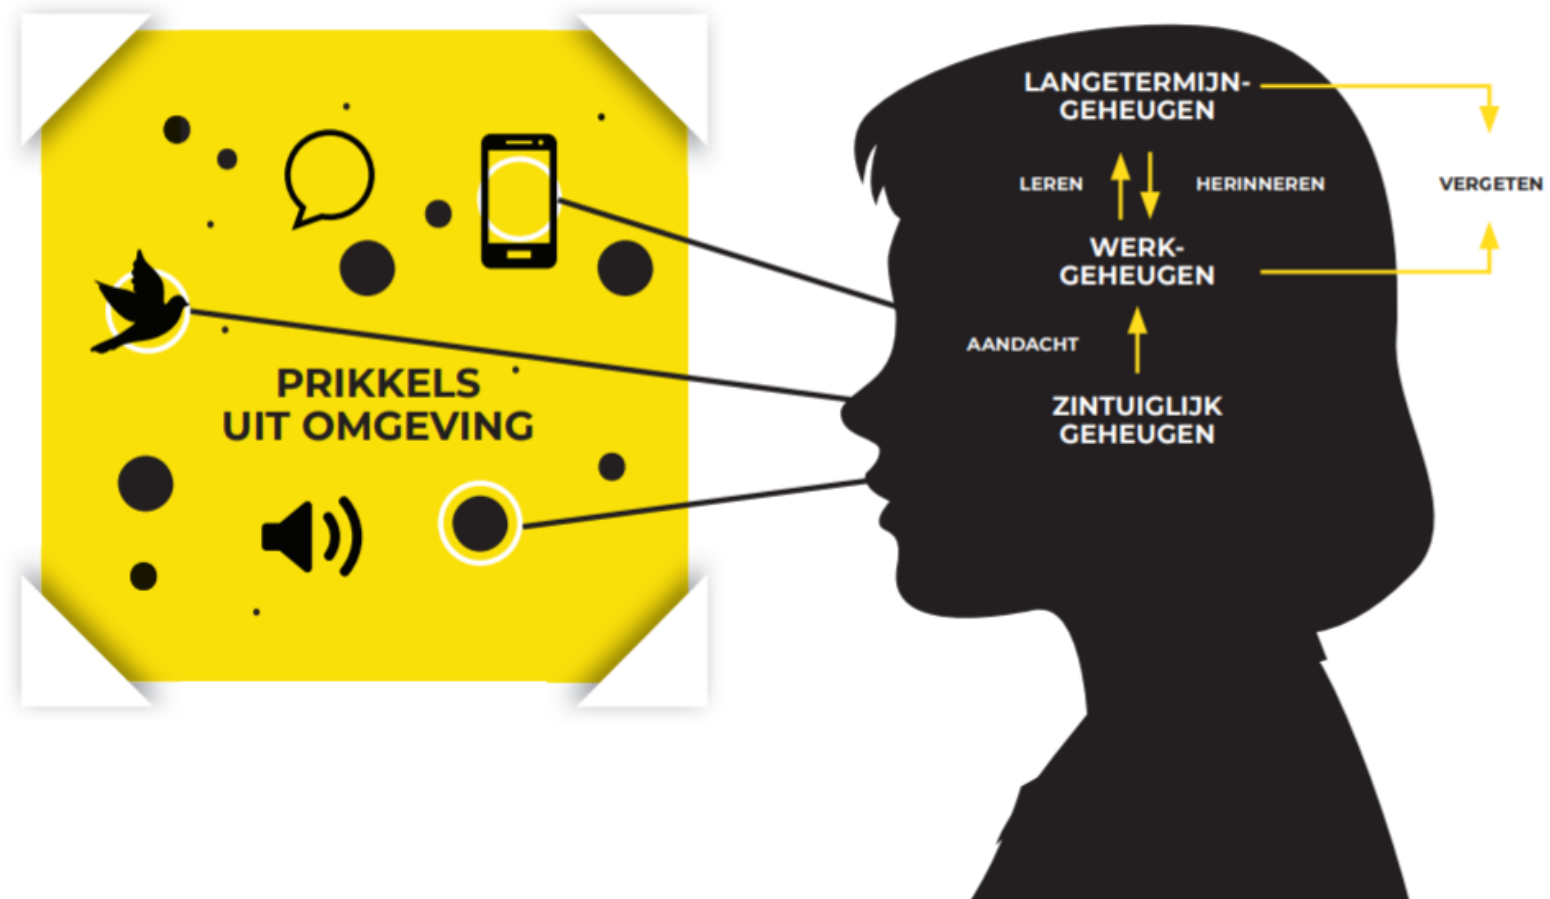 PRIKKELS
UIT OMGEVING
LANGETERMIJN-
GEHEUGEN
LEREN
HERINNEREN
VERGETEN
WERK-
GEHEUGEN
AANDACHT
ZINTUIGLIJK
GEHEUGEN